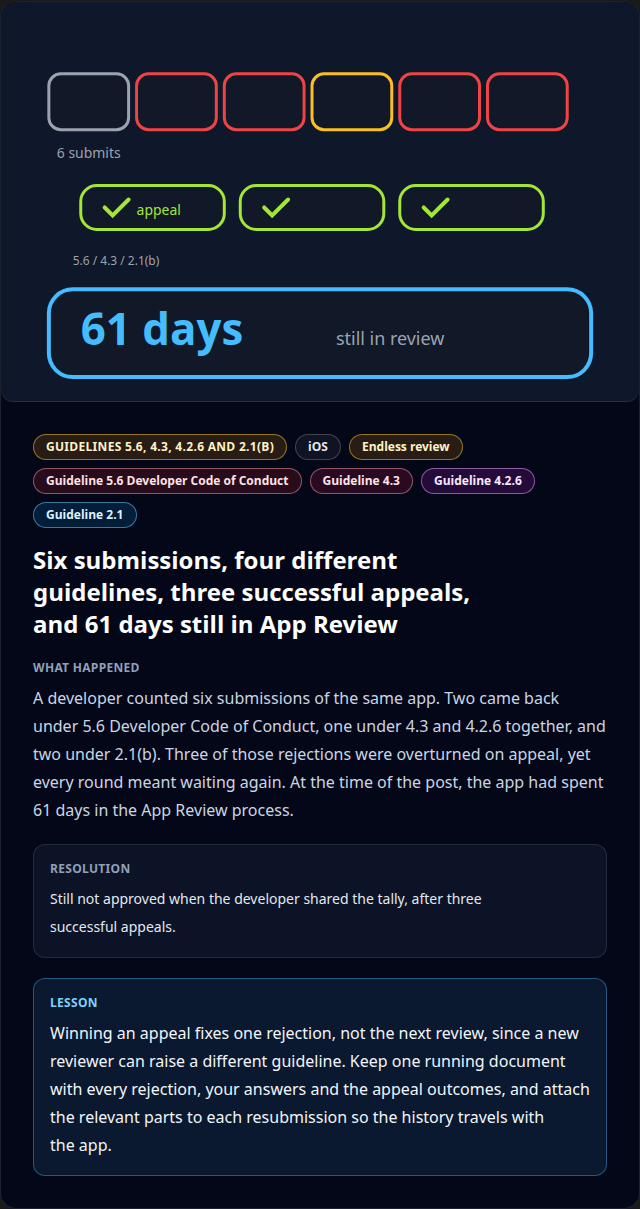 6 submits
appeal
5.6 / 4.3 / 2.1(b)
61 days
still in review
GUIDELINES 5.6, 4.3, 4.2.6 AND 2.1(B)
iOS
Endless review
Guideline 5.6 Developer Code of Conduct
Guideline 4.3
Guideline 4.2.6
Guideline 2.1
Six submissions, four different
guidelines, three successful appeals,
and 61 days still in App Review
WHAT HAPPENED
A developer counted six submissions of the same app. Two came back
under 5.6 Developer Code of Conduct, one under 4.3 and 4.2.6 together, and
two under 2.1(b). Three of those rejections were overturned on appeal, yet
every round meant waiting again. At the time of the post, the app had spent
61 days in the App Review process.
RESOLUTION
Still not approved when the developer shared the tally, after three
successful appeals.
LESSON
Winning an appeal fixes one rejection, not the next review, since a new
reviewer can raise a different guideline. Keep one running document
with every rejection, your answers and the appeal outcomes, and attach
the relevant parts to each resubmission so the history travels with
the app.